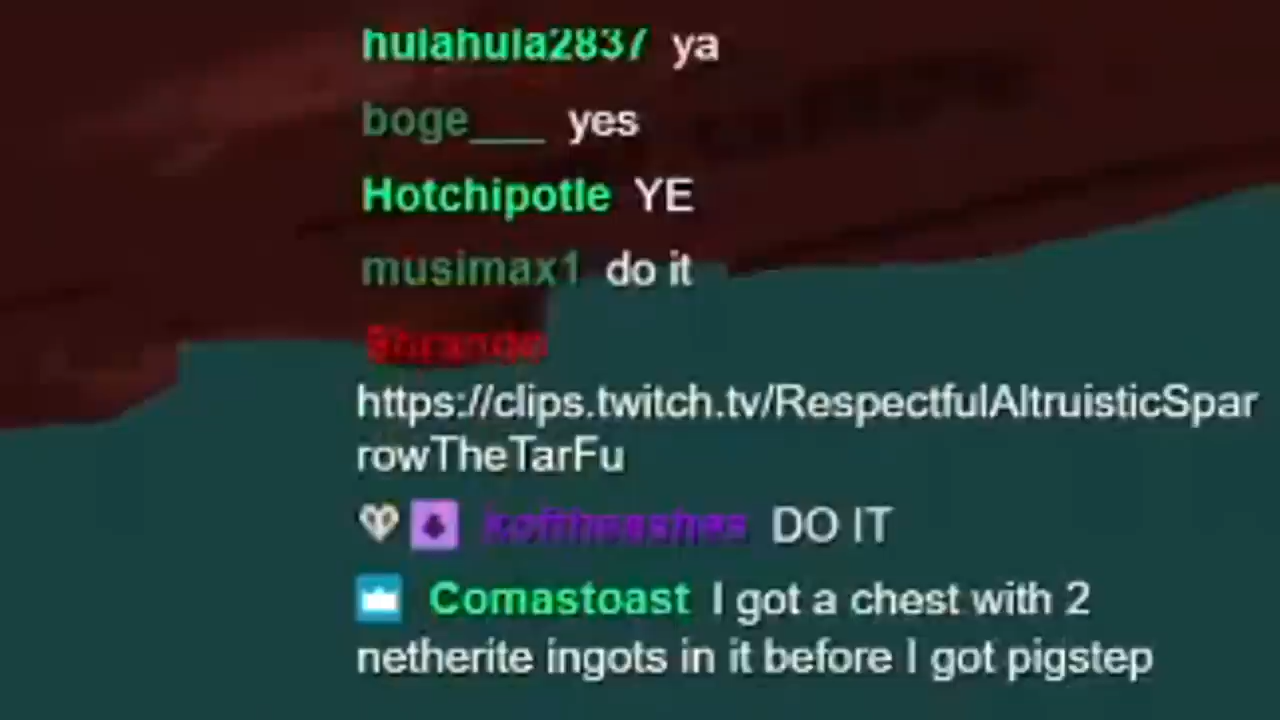 hulahula2837 ya
boge___ yes
Hotchipotle YE
musimax1 do it
https://clips.twitch.tv/RespectfulAltruisticSpar
rowTheTarFu
DO IT
Comastoast I got a chest with 2
netherite ingots in it before I got pigstep